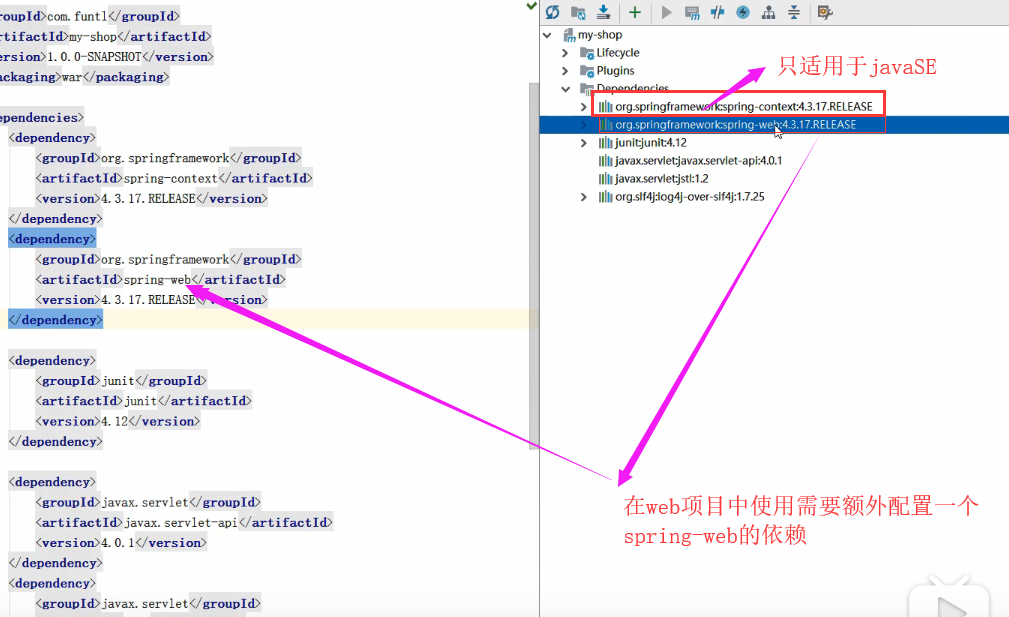 roupId>com.funtl</groupId>
rtifactId>my-shop</artifactId>
ersion>1.0.0-SNAPSHOT</version>
ackaging>war</packaging>
ependencies>
<dependency>
<groupId>org.springframework</groupId>
<artifactId>spring-context</artifactId>
<version>4.3.17.RELEASE</version>
</dependency>
<dependency>
<groupId>org.springframework</groupId>
<artifactId>spring-web</artifactId>
<version>4.3.17.RELEASE</version>
</dependency>
<dependency>
<groupId>junit</groupId>
<artifactId>junit</artifactId>
<version>4.12</version>
</dependency>
<dependency>
<groupId>javax.servlet</groupId>
<artifactId>javax.servlet-api</artifactId>
<version>4.0.1</version>
</dependency>
<dependency>
<groupId>javax.servlet</groupId>
my-shop
Lifecycle
Plugins
Dependencies
org.springframework:spring-context:4.3.17.RELEASE
org.springframework:spring-web:4.3.17.RELEASE
junit:junit:4.12
javax.servlet:javax.servlet-api:4.0.1
javax.servlet:jstl:1.2
org.slf4j:log4j-over-slf4j:1.7.25
只适用于javaSE
在web项目中使用需要额外配置一个
spring-web的依赖